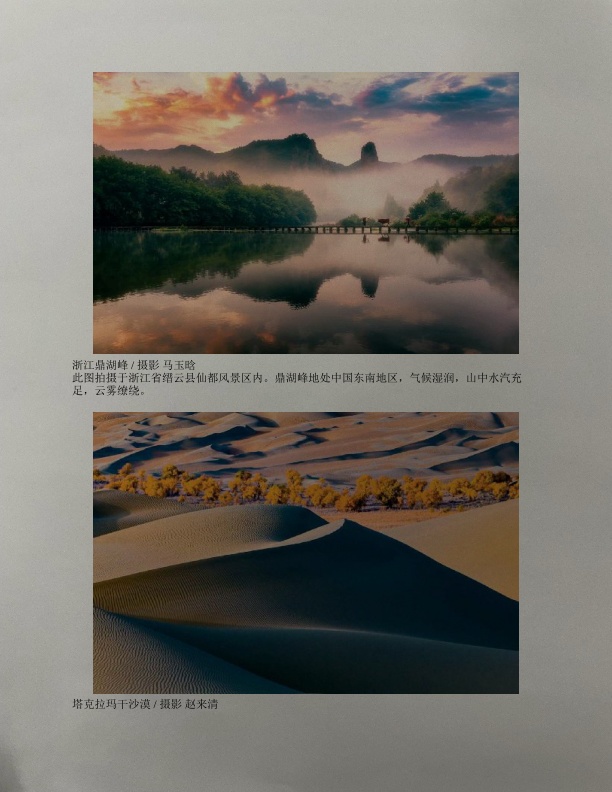 浙江鼎湖峰 / 摄影 马玉晗
此图拍摄于浙江省缙云县仙都风景区内。鼎湖峰地处中国东南地区，气候湿润，山中水汽充
足，云雾缭绕。
塔克拉玛干沙漠 / 摄影 赵来清